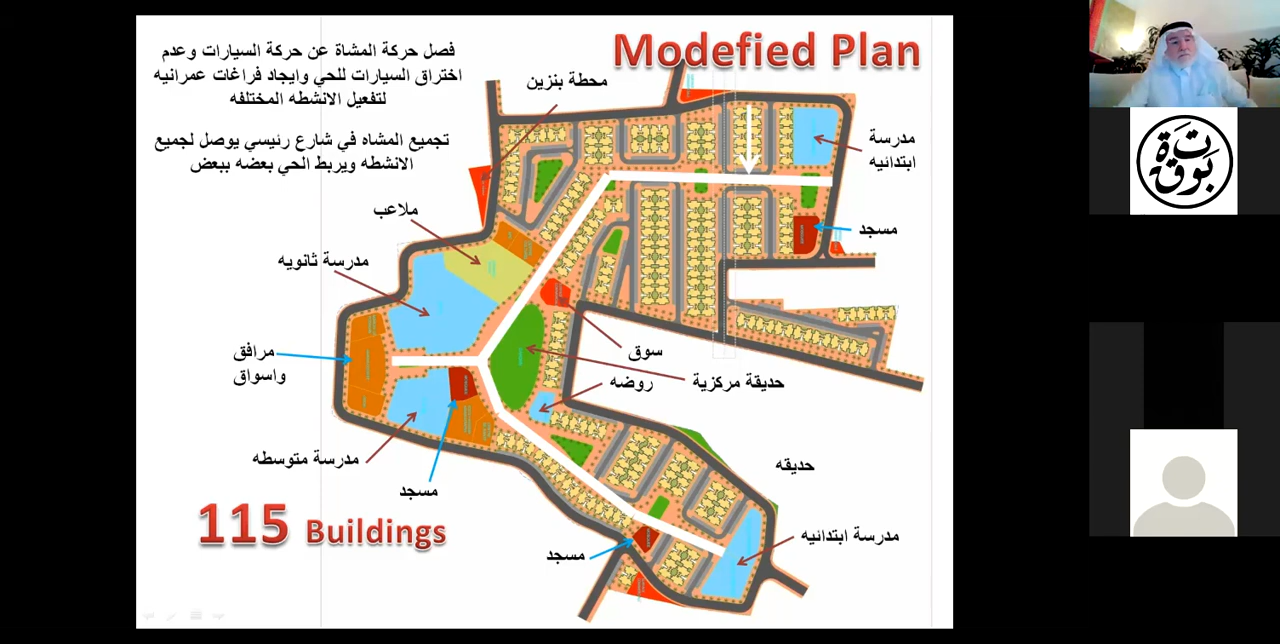 Modefied Plan
فصل حركة المشاة عن حركة السيارات وعدم
اختراق السيارات للحي وايجاد فراغات عمرانيه
لتفعيل الانشطه المختلفه
تجميع المشاه في شارع رئيسي يوصل لجميع
الانشطه ويربط الحي بعضه ببعض
محطة بنزين
مدرسة
ابتدائيه
مسجد
ملاعب
مدرسة ثانويه
مرافق
واسواق
سوق
حديقة مركزية
روضه
مدرسة متوسطه
مسجد
حديقه
مدرسة ابتدائيه
مسجد
115 Buildings